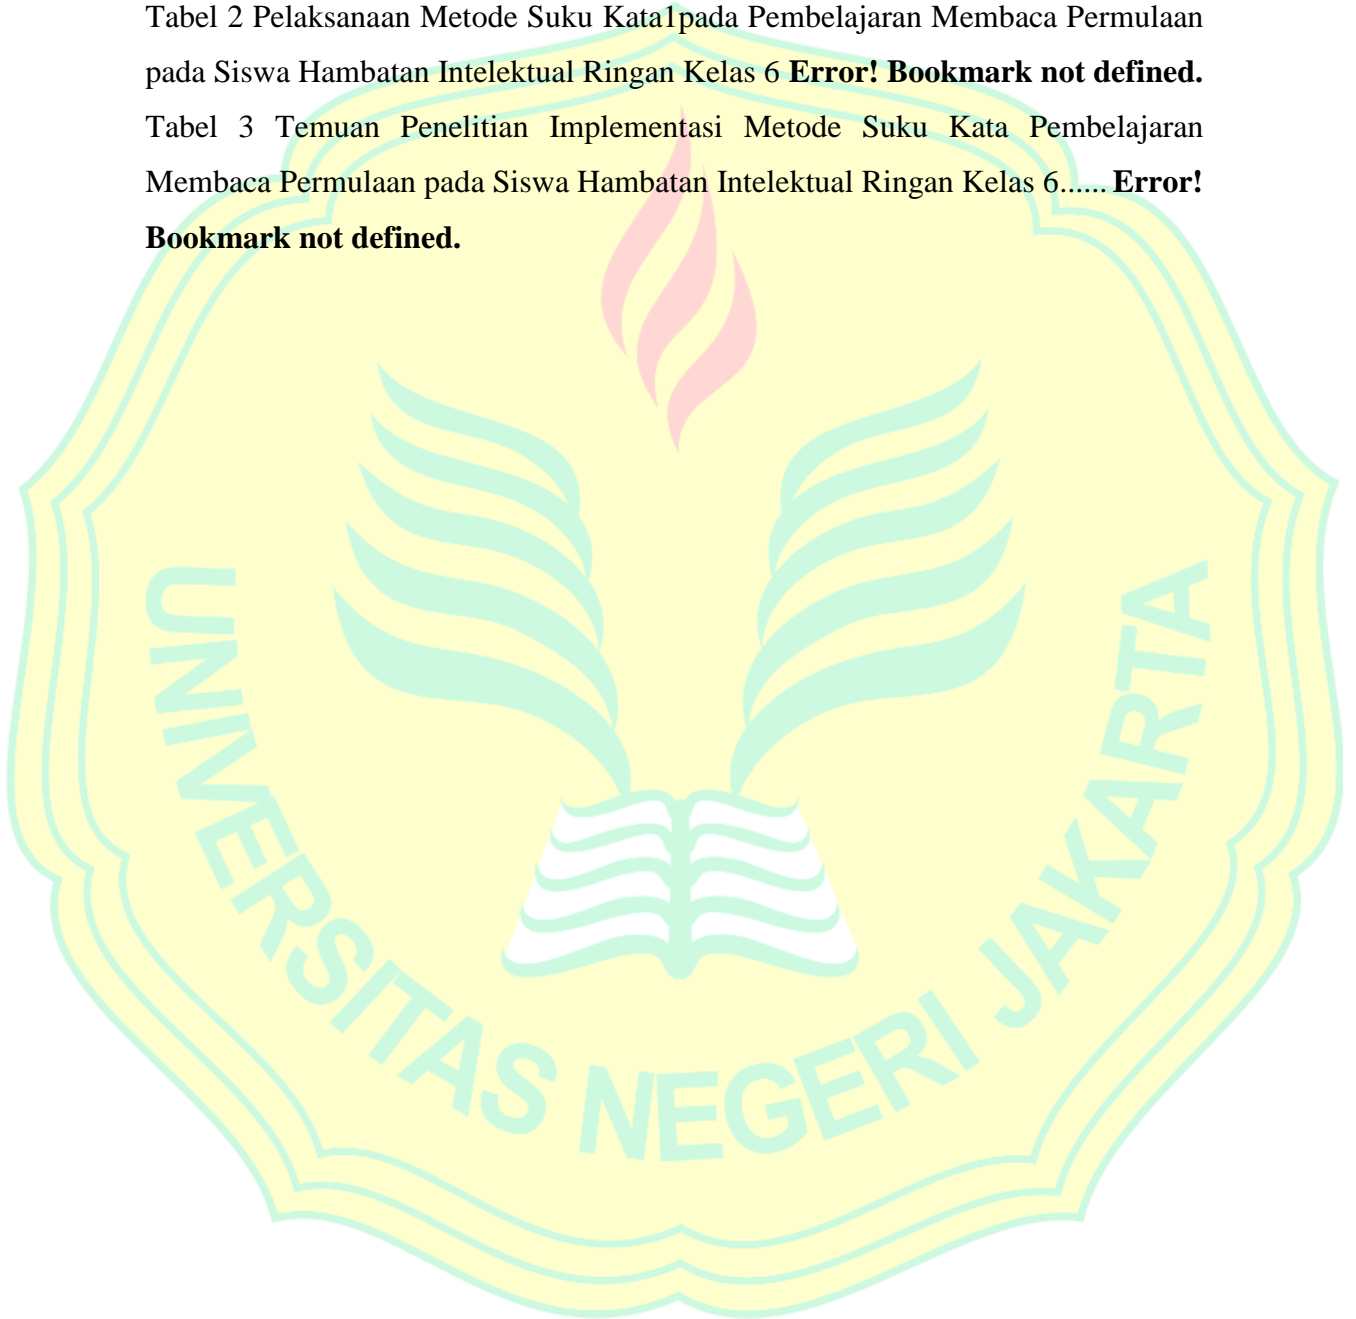 Tabel 2 Pelaksanaan Metode Suku Kata1pada Pembelajaran Membaca Permulaan
pada Siswa Hambatan Intelektual Ringan Kelas 6 Error! Bookmark not defined.
Tabel 3 Temuan Penelitian Implementasi Metode Suku Kata Pembelajaran
Membaca Permulaan pada Siswa Hambatan Intelektual Ringan Kelas 6...... Error!
Bookmark not defined.
UNIVERSITAS NEGERI JAKARTA